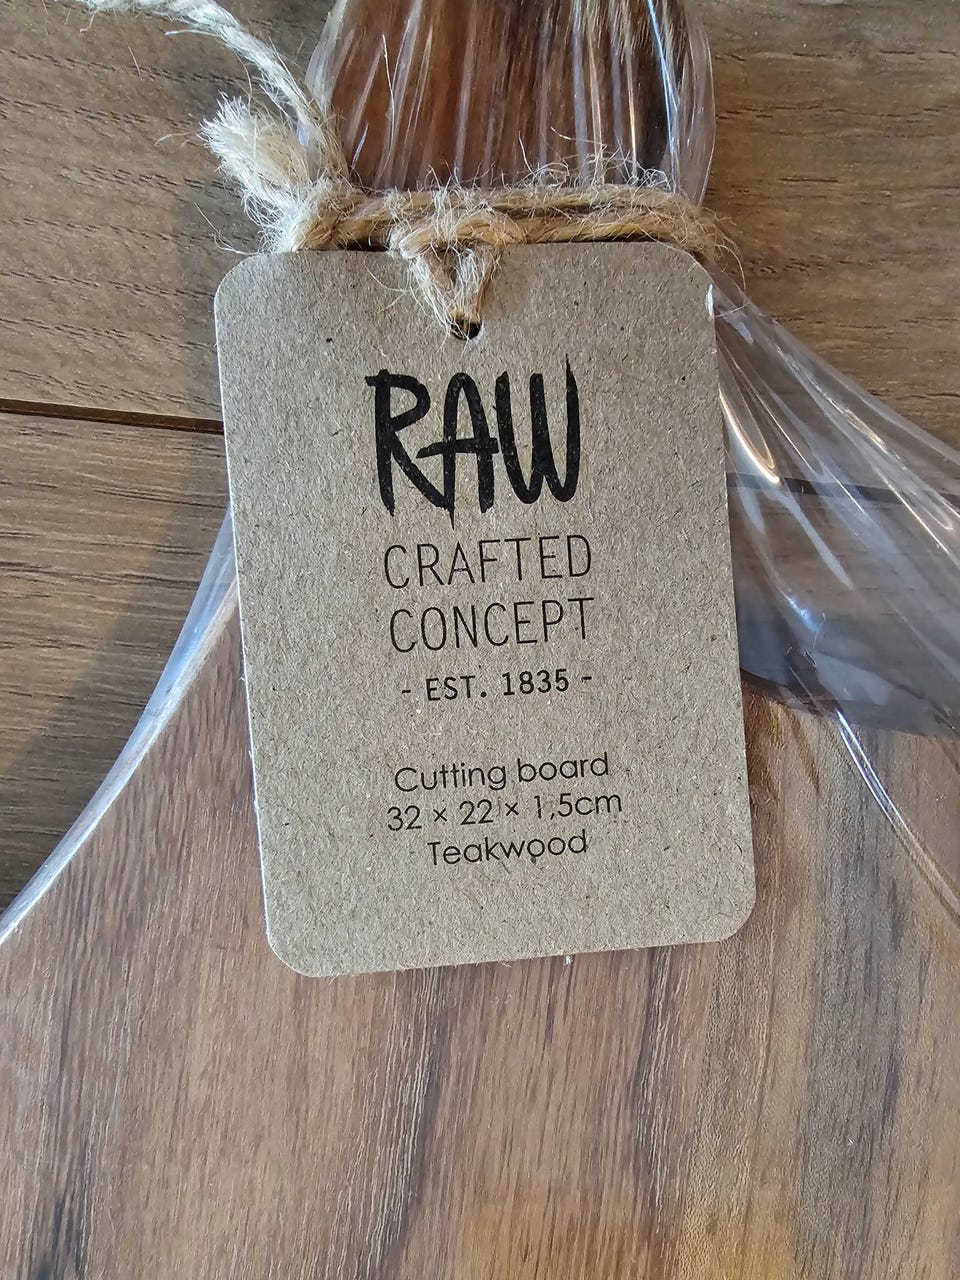 RAW
CRAFTED
CONCEPT
- EST. 1835 -
Cutting board
32 × 22 × 1,5cm
Teakwood